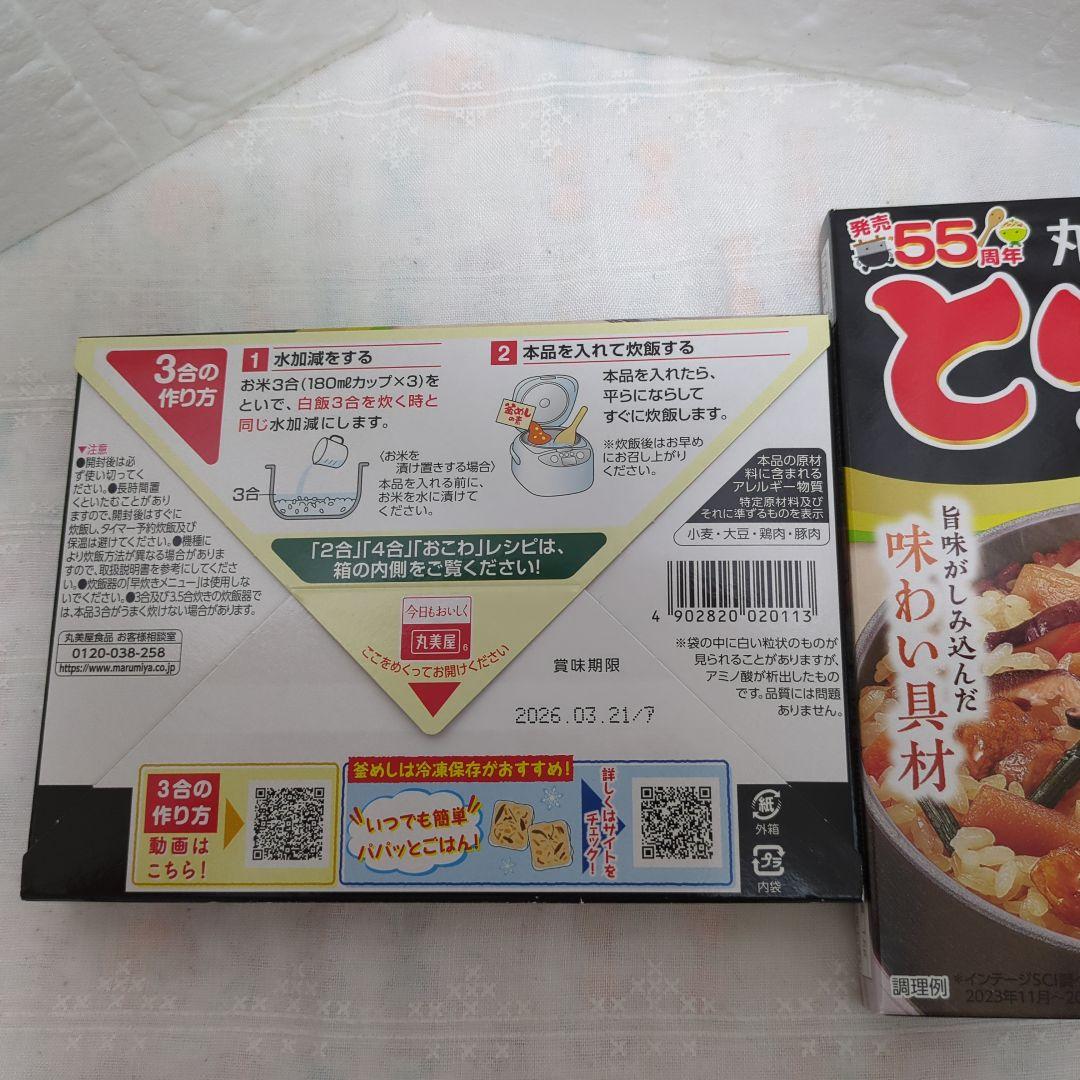 3合の
作り方
1 水加減をする
お米3合(180㎖カップ×3)を
といで、白飯3合を炊く時と
同じ水加減にします。
3合
〈お米を
漬け置きする場合〉
本品を入れる前に、
お米を水に漬けて
ください。
2 本品を入れて炊飯する
釜めし
の素
本品を入れたら、
平らにならして
すぐに炊飯します。
※炊飯後はお早め
にお召し上がり
ください。
▼注意
●開封後は必
ず使い切ってく
ださい。●長時間置
くといたむことがあり
ますので、開封後はすぐに
炊飯し、タイマー予約炊飯及び
保温は避けてください。●機種に
より炊飯方法が異なる場合がありま
すので、取扱説明書を参考にしてくださ
い。●炊飯器の「早炊きメニュー」は使用しな
いでください。●3合及び3.5合炊きの炊飯器で
は、本品3合がうまく炊けない場合があります。
丸美屋食品 お客様相談室
0120-038-258
https://www.marumiya.co.jp
「2合」「4合」「おこわ」レシピは、
箱の内側をご覧ください!
今日もおいしく
丸美屋
6
ここをめくってお開けください
本品の原材
料に含まれる
アレルギー物質
特定原材料及び
それに準ずるものを表示
小麦・大豆・鶏肉・豚肉
4 902820 020113
※袋の中に白い粒状のものが
見られることがありますが、
アミノ酸が析出したもの
です。品質には問題
ありません。
賞味期限
2026.03.21/7
3合の
作り方
動画は
こちら!
釜めしは冷凍保存がおすすめ!
いつでも簡単
パパッとごはん!
詳しくはサイトを
チェック!
紙
外箱
プラ
内袋
発売
55
周年
丸
とり
旨味がしみ込んだ
味わい具材
調理例
*インテージSCI
2023年11月~20